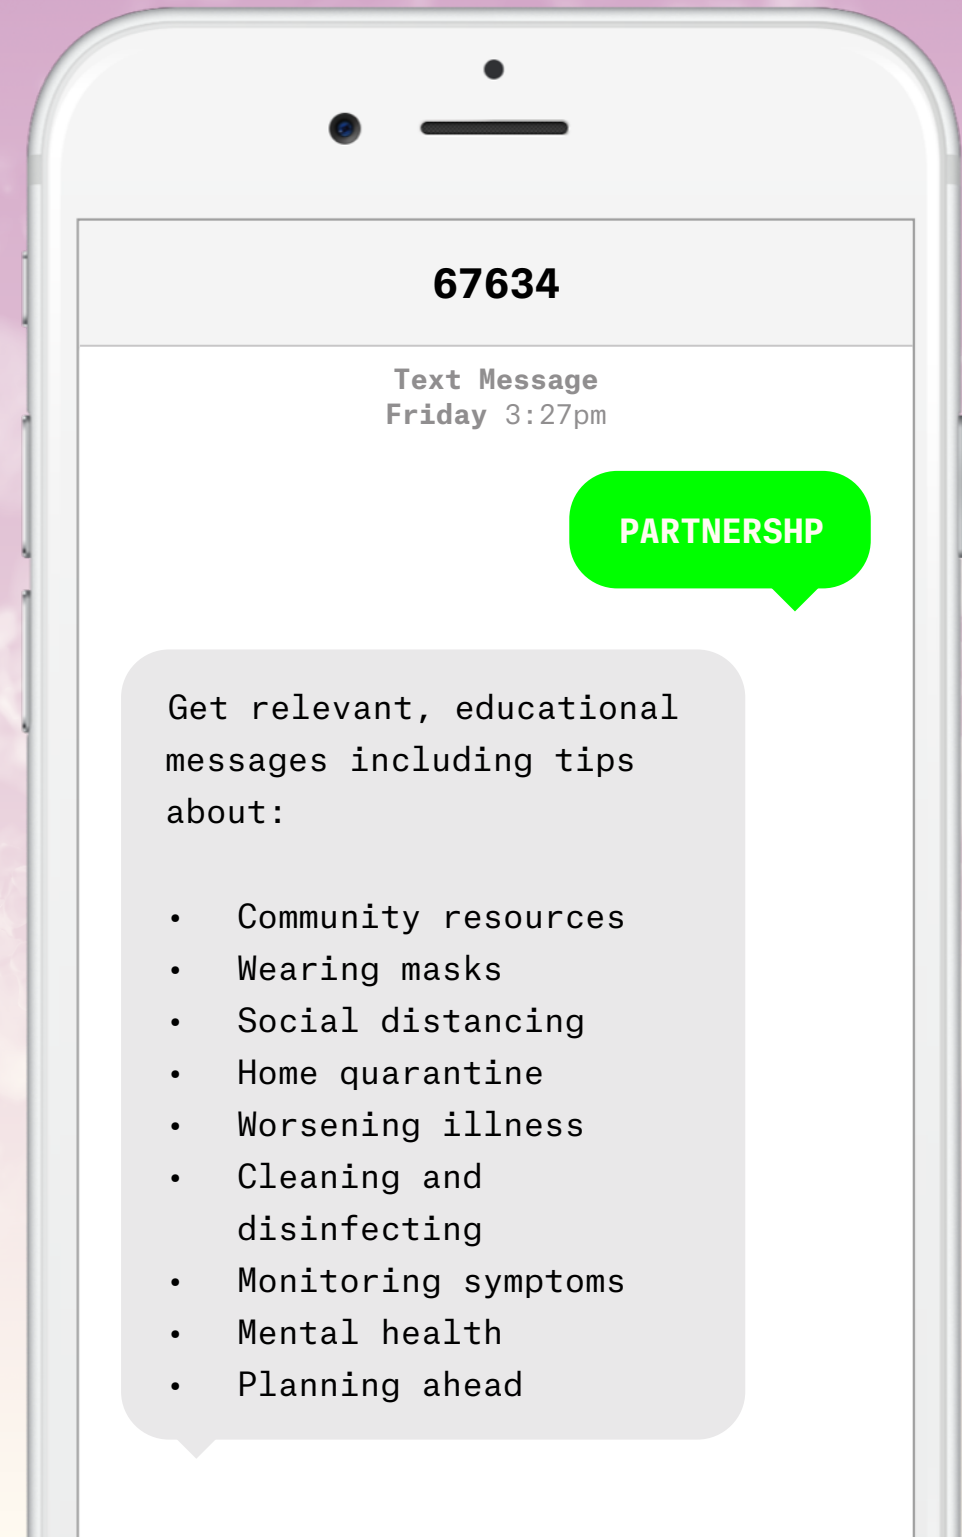 67634
Text Message
Friday 3:27pm
PARTNERSHP
Get relevant, educational
messages including tips
about:
• Community resources
• Wearing masks
• Social distancing
• Home quarantine
• Worsening illness
• Cleaning and
disinfecting
• Monitoring symptoms
• Mental health
• Planning ahead